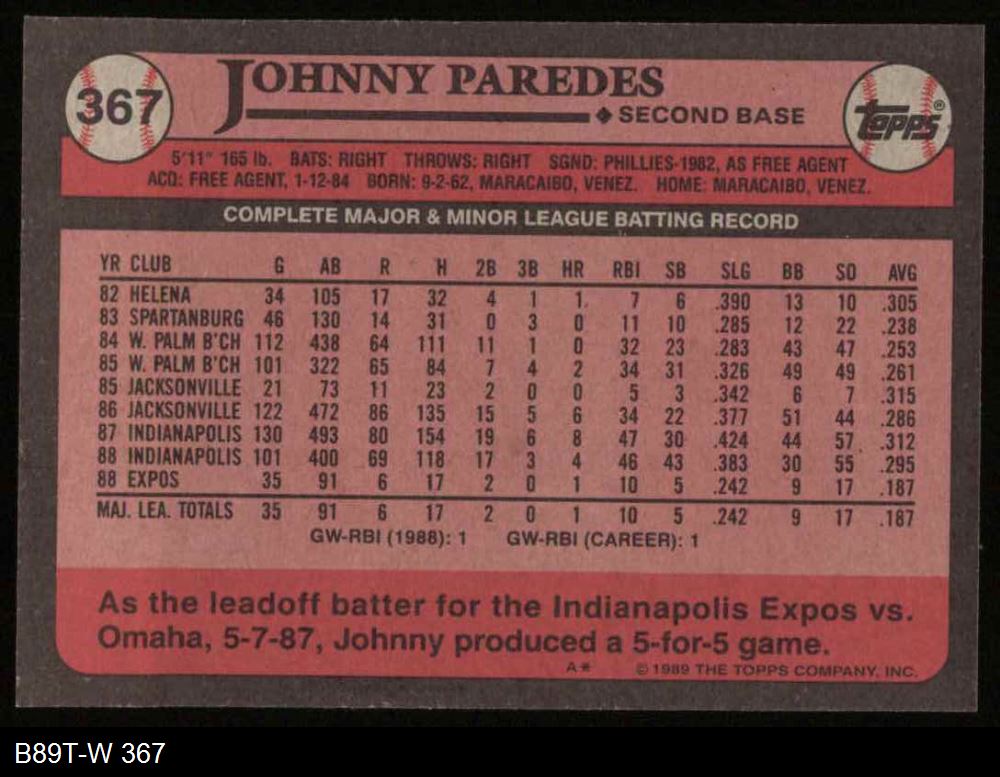 367
JOHNNY PAREDES
◆ SECOND BASE
Topps®
5'11" 165 lb. BATS: RIGHT THROWS: RIGHT SGND: PHILLIES-1982, AS FREE AGENT
ACQ: FREE AGENT, 1-12-84 BORN: 9-2-62, MARACAIBO, VENEZ. HOME: MARACAIBO, VENEZ.
COMPLETE MAJOR & MINOR LEAGUE BATTING RECORD
YR CLUB G AB R H 2B 3B HR RBI SB SLG BB SO AVG
82 HELENA 34 105 17 32 4 1 1. 7 6 .390 13 10 .305
83 SPARTANBURG 46 130 14 31 0 3 0 11 10 .285 12 22 .238
84 W. PALM B'CH 112 438 64 111 11 1 0 32 23 .283 43 47 .253
85 W. PALM B'CH 101 322 65 84 7 4 2 34 31 .326 49 49 .261
85 JACKSONVILLE 21 73 11 23 2 0 0 5 3 .342 6 7 .315
86 JACKSONVILLE 122 472 86 135 15 5 6 34 22 .377 51 44 .286
87 INDIANAPOLIS 130 493 80 154 19 6 8 47 30 .424 44 57 .312
88 INDIANAPOLIS 101 400 69 118 17 3 4 46 43 .383 30 55 .295
88 EXPOS 35 91 6 17 2 0 1 10 5 .242 9 17 .187
MAJ. LEA. TOTALS 35 91 6 17 2 0 1 10 5 .242 9 17 .187
GW-RBI (1988): 1 GW-RBI (CAREER): 1
As the leadoff batter for the Indianapolis Expos vs.
Omaha, 5-7-87, Johnny produced a 5-for-5 game.
A* © 1989 THE TOPPS COMPANY, INC.
B89T-W 367